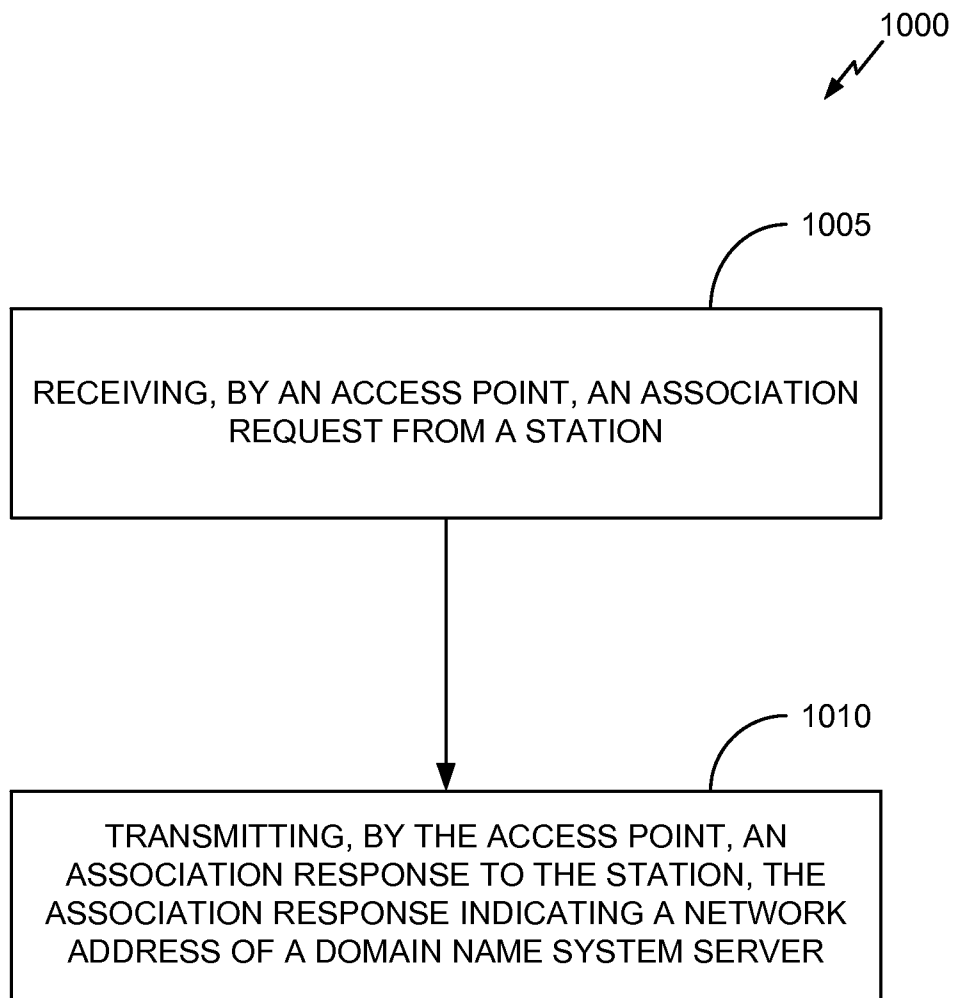 1000
1005
RECEIVING, BY AN ACCESS POINT, AN ASSOCIATION
REQUEST FROM A STATION
1010
TRANSMITTING, BY THE ACCESS POINT, AN
ASSOCIATION RESPONSE TO THE STATION, THE
ASSOCIATION RESPONSE INDICATING A NETWORK
ADDRESS OF A DOMAIN NAME SYSTEM SERVER